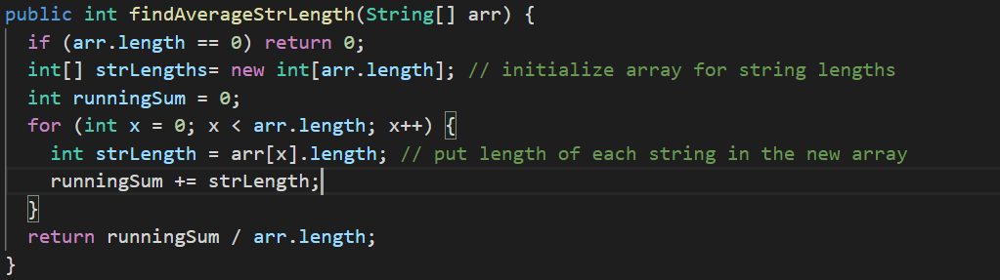 public int findAverageStrLength(String[] arr) {
  if (arr.length == 0) return 0;
  int[] strLengths= new int[arr.length]; // initialize array for string lengths
  int runningSum = 0;
  for (int x = 0; x < arr.length; x++) {
    int strLength = arr[x].length; // put length of each string in the new array
    runningSum += strLength;
  }
  return runningSum / arr.length;
}